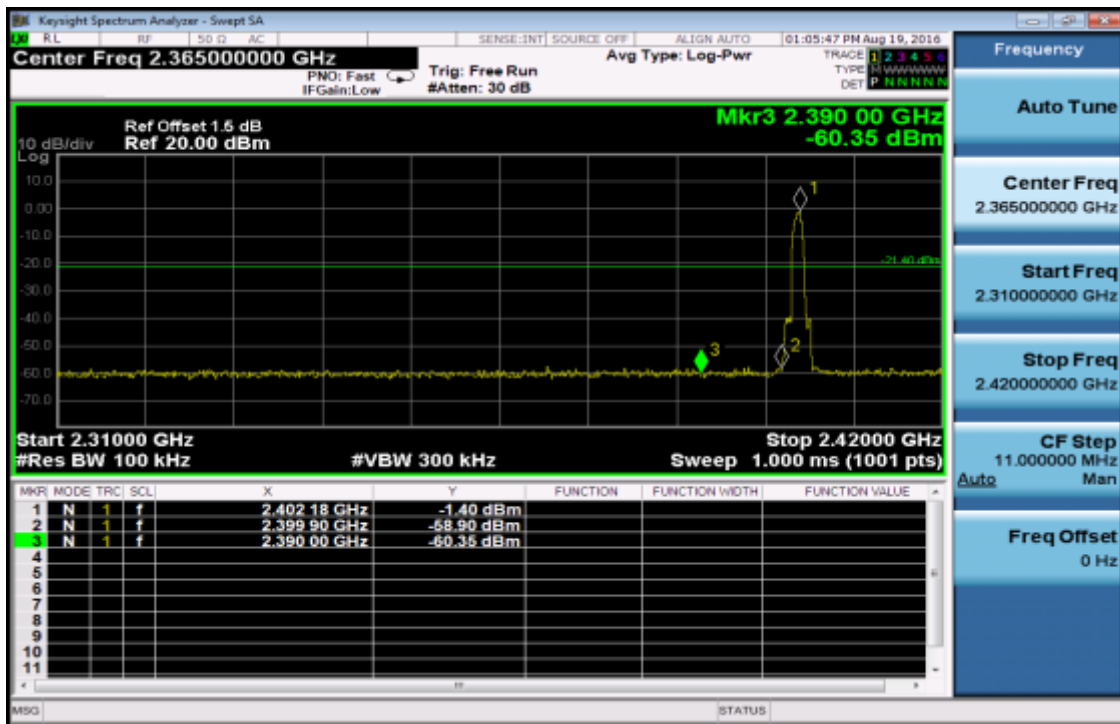 Keysight Spectrum Analyzer - Swept SA
RL RF 50 Ω AC SENSE:INT SOURCE OFF ALIGN AUTO 01:05:47 PM Aug 19, 2016
Center Freq 2.365000000 GHz
PNO: Fast
IFGain:Low
Trig: Free Run
#Atten: 30 dB
Avg Type: Log-Pwr
TRACE 1 2 3 4 5 6
TYPE M WWWWW
DET P NNNNN
Ref Offset 1.5 dB
10 dB/div Ref 20.00 dBm
Log
Mkr3 2.390 00 GHz
-60.35 dBm
10.0
0.00
-10.0
-20.0
-30.0
-40.0
-50.0
-60.0
-70.0
1
-21.40 dBm
3
2
Start 2.31000 GHz Stop 2.42000 GHz
#Res BW 100 kHz #VBW 300 kHz Sweep 1.000 ms (1001 pts)
MKR MODE TRC SCL X Y FUNCTION FUNCTION WIDTH FUNCTION VALUE
1 N 1 f 2.402 18 GHz -1.40 dBm
2 N 1 f 2.399 90 GHz -58.90 dBm
3 N 1 f 2.390 00 GHz -60.35 dBm
4
5
6
7
8
9
10
11
MSG STATUS
Frequency
Auto Tune
Center Freq
2.365000000 GHz
Start Freq
2.310000000 GHz
Stop Freq
2.420000000 GHz
CF Step
11.000000 MHz
Auto Man
Freq Offset
0 Hz